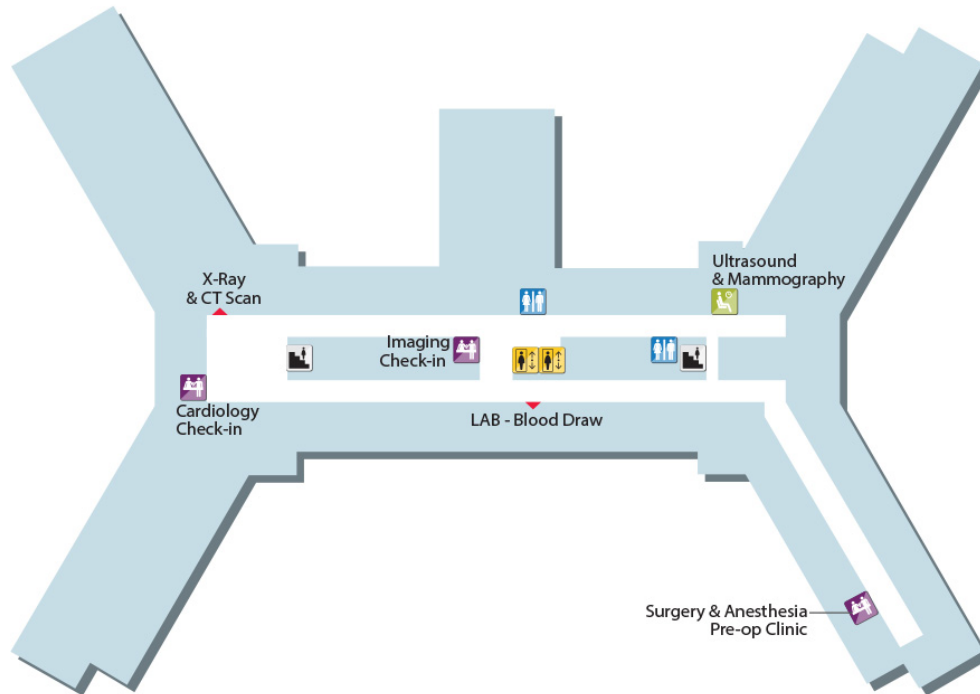 X-Ray
& CT Scan
Ultrasound
& Mammography
Imaging
Check-in
Cardiology
Check-in
LAB - Blood Draw
Surgery & Anesthesia
Pre-op Clinic